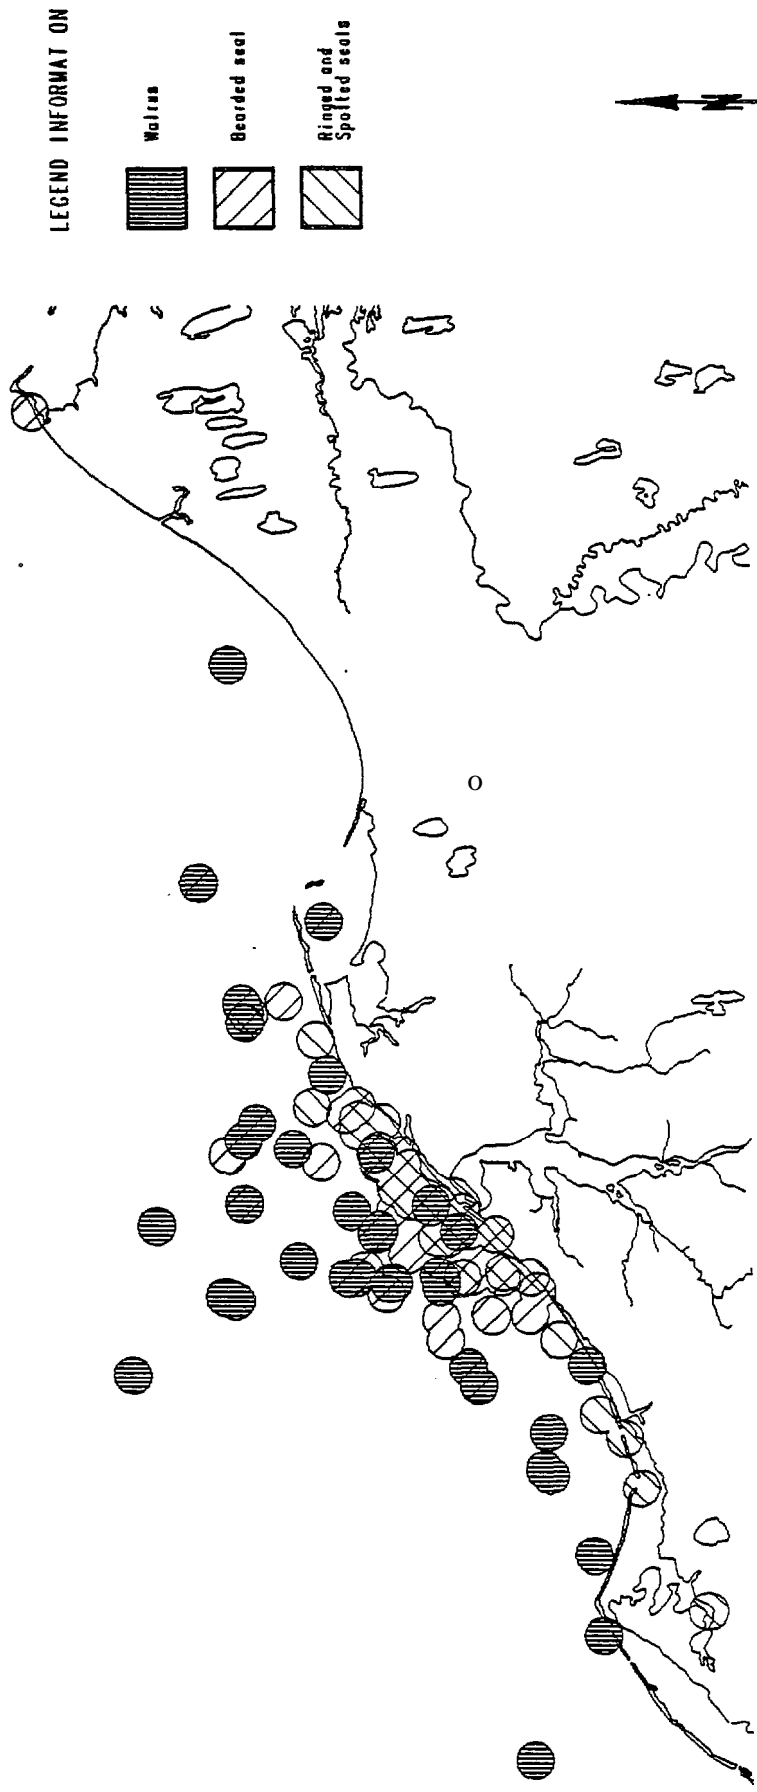 LEGEND INFORMAT ON
Walrus
Bearded seal
Ringed and
Spotted seals
N
O